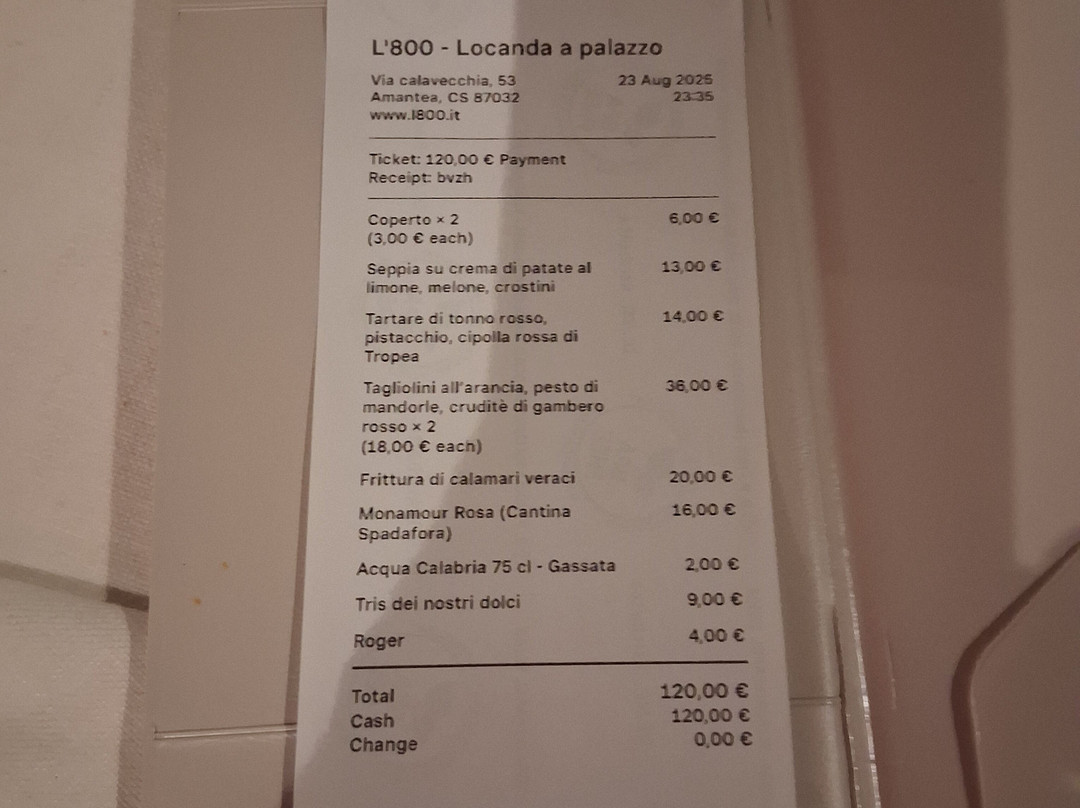 L'800 - Locanda a palazzo
Via calavecchia, 53 23 Aug 2025
Amantea, CS 87032 23:35
www.l800.it
Ticket: 120,00 € Payment
Receipt: bvzh
Coperto × 2 6,00 €
(3,00 € each)
Seppia su crema di patate al 13,00 €
limone, melone, crostini
Tartare di tonno rosso, 14,00 €
pistacchio, cipolla rossa di
Tropea
Tagliolini all'arancia, pesto di 36,00 €
mandorle, cruditè di gambero
rosso × 2
(18,00 € each)
Frittura di calamari veraci 20,00 €
Monamour Rosa (Cantina 16,00 €
Spadafora)
Acqua Calabria 75 cl - Gassata 2,00 €
Tris dei nostri dolci 9,00 €
Roger 4,00 €
Total 120,00 €
Cash 120,00 €
Change 0,00 €